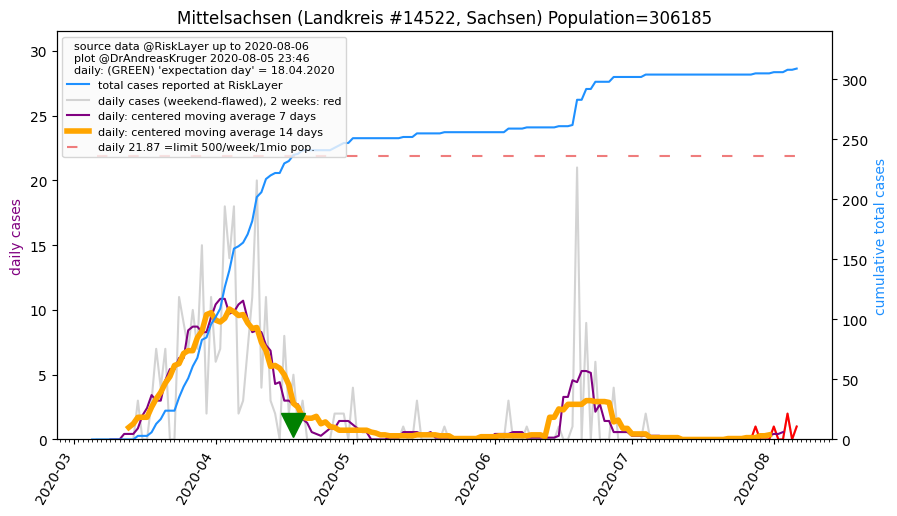 Mittelsachsen (Landkreis #14522, Sachsen) Population=306185
source data @RiskLayer up to 2020-08-06
plot @DrAndreasKruger 2020-08-05 23:46
daily: (GREEN) 'expectation day' = 18.04.2020
total cases reported at RiskLayer
daily cases (weekend-flawed), 2 weeks: red
daily: centered moving average 7 days
daily: centered moving average 14 days
daily 21.87 =limit 500/week/1mio pop.
daily cases
30
25
20
15
10
5
0
cumulative total cases
300
250
200
150
100
50
0
2020-03
2020-04
2020-05
2020-06
2020-07
2020-08